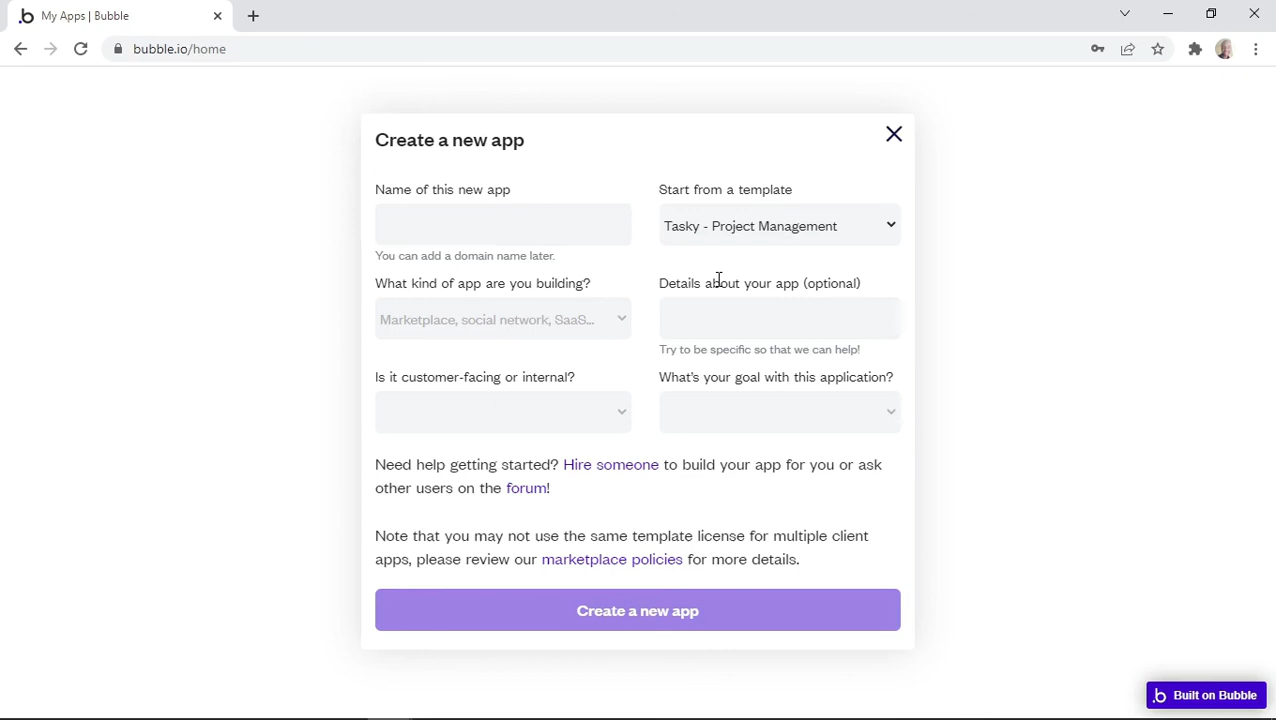 My Apps | Bubble
bubble.io/home
Create a new app
Name of this new app
Start from a template
Tasky - Project Management
You can add a domain name later.
What kind of app are you building?
Details about your app (optional)
Marketplace, social network, SaaS...
Try to be specific so that we can help!
Is it customer-facing or internal?
What's your goal with this application?
Need help getting started? Hire someone to build your app for you or ask
other users on the forum!
Note that you may not use the same template license for multiple client
apps, please review our marketplace policies for more details.
Create a new app
Built on Bubble